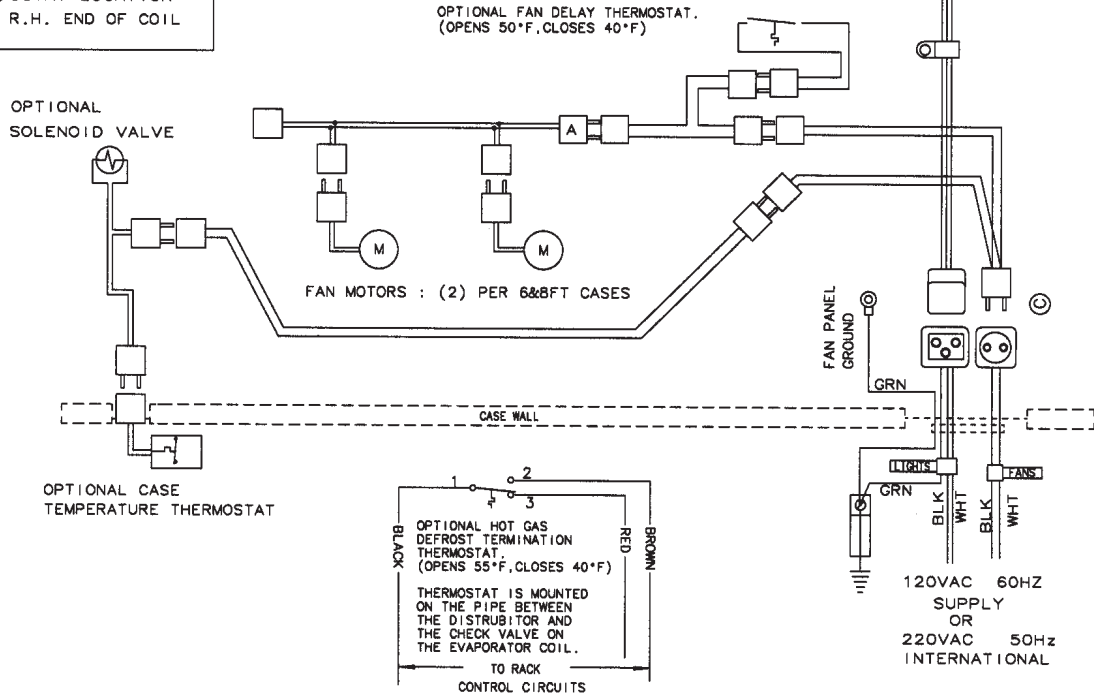 R.H. END OF COIL
OPTIONAL FAN DELAY THERMOSTAT.
(OPENS 50°F,CLOSES 40°F)
OPTIONAL
SOLENOID VALVE
A
M
M
FAN MOTORS : (2) PER 6&8FT CASES
C
FAN PANEL
GROUND
GRN
CASE WALL
LIGHTS
FANS
GRN
BLK
WHT
BLK
WHT
OPTIONAL CASE
TEMPERATURE THERMOSTAT
1
2
3
BLACK
OPTIONAL HOT GAS
DEFROST TERMINATION
THERMOSTAT.
(OPENS 55°F,CLOSES 40°F)
THERMOSTAT IS MOUNTED
ON THE PIPE BETWEEN
THE DISTRUBITOR AND
THE CHECK VALVE ON
THE EVAPORATOR COIL.
RED
BROWN
TO RACK
CONTROL CIRCUITS
120VAC 60HZ
SUPPLY
OR
220VAC 50Hz
INTERNATIONAL